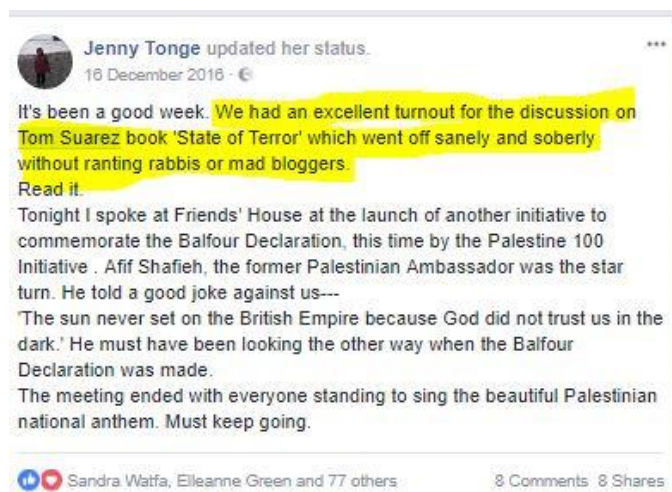 Jenny Tonge updated her status.
16 December 2016 ·
It's been a good week. We had an excellent turnout for the discussion on
Tom Suarez book 'State of Terror' which went off sanely and soberly
without ranting rabbis or mad bloggers.
Read it.
Tonight I spoke at Friends' House at the launch of another initiative to
commemorate the Balfour Declaration, this time by the Palestine 100
Initiative . Afif Shafieh, the former Palestinian Ambassador was the star
turn. He told a good joke against us---
'The sun never set on the British Empire because God did not trust us in the
dark.' He must have been looking the other way when the Balfour
Declaration was made.
The meeting ended with everyone standing to sing the beautiful Palestinian
national anthem. Must keep going.
Sandra Watfa, Elleanne Green and 77 others 8 Comments 8 Shares